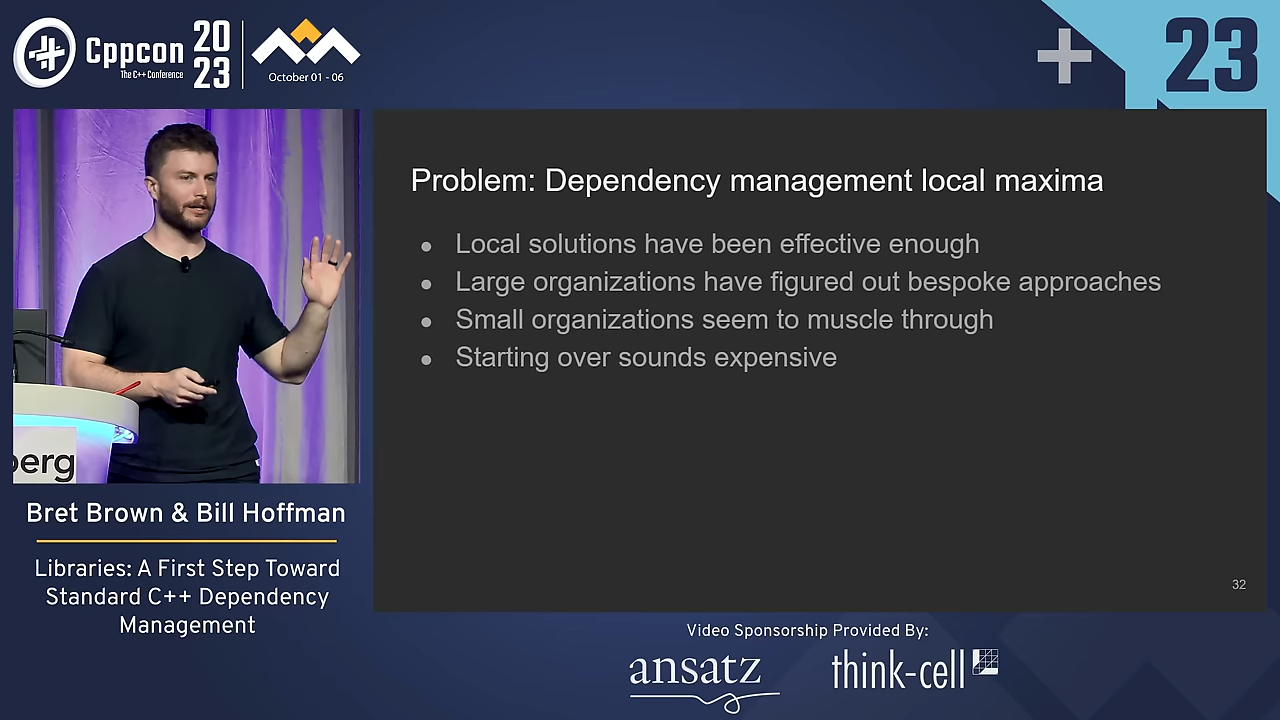 Cppcon
The C++ Conference
20
23
October 01 - 06
23
Problem: Dependency management local maxima
● Local solutions have been effective enough
● Large organizations have figured out bespoke approaches
● Small organizations seem to muscle through
● Starting over sounds expensive
32
berg
Bret Brown & Bill Hoffman
Libraries: A First Step Toward
Standard C++ Dependency
Management
Video Sponsorship Provided By:
ansatz
think-cell